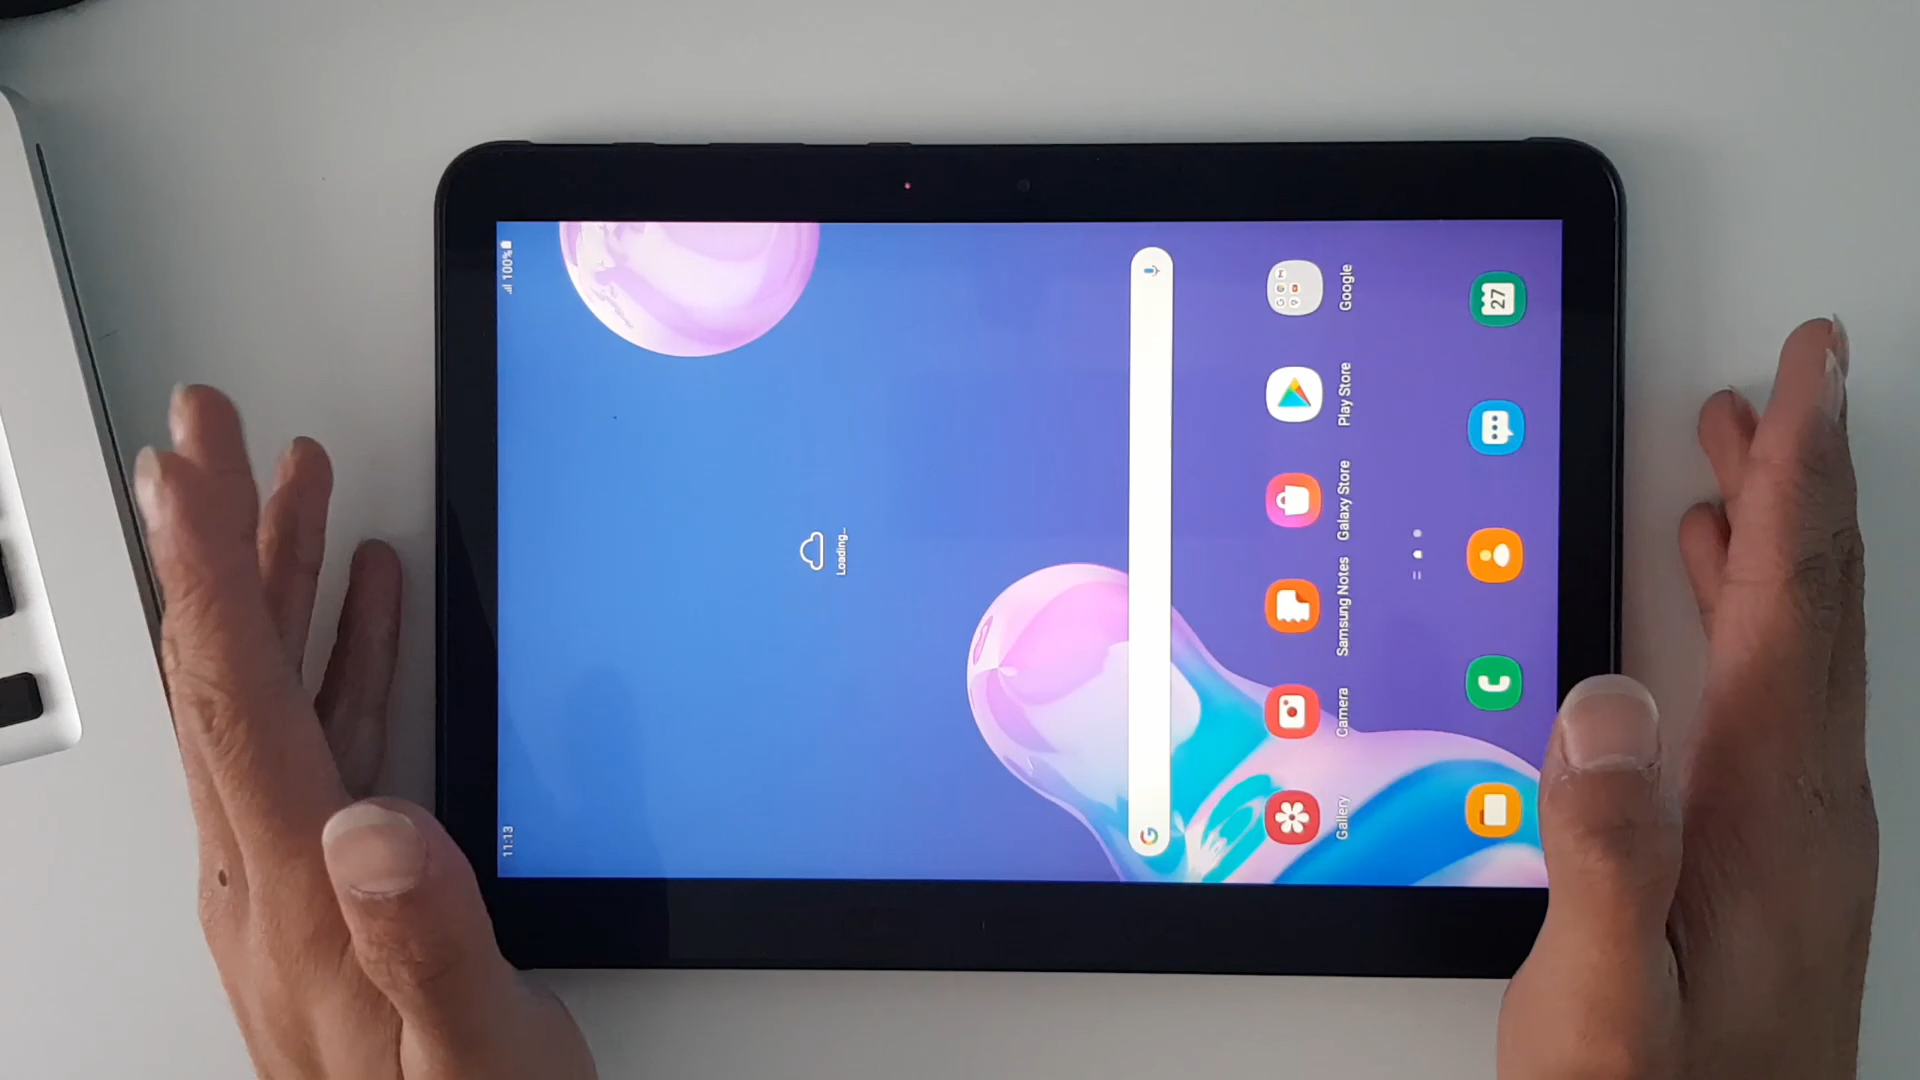 11:13
100%
Loading...
Gallery
Camera
Samsung Notes
Galaxy Store
Play Store
Google
27